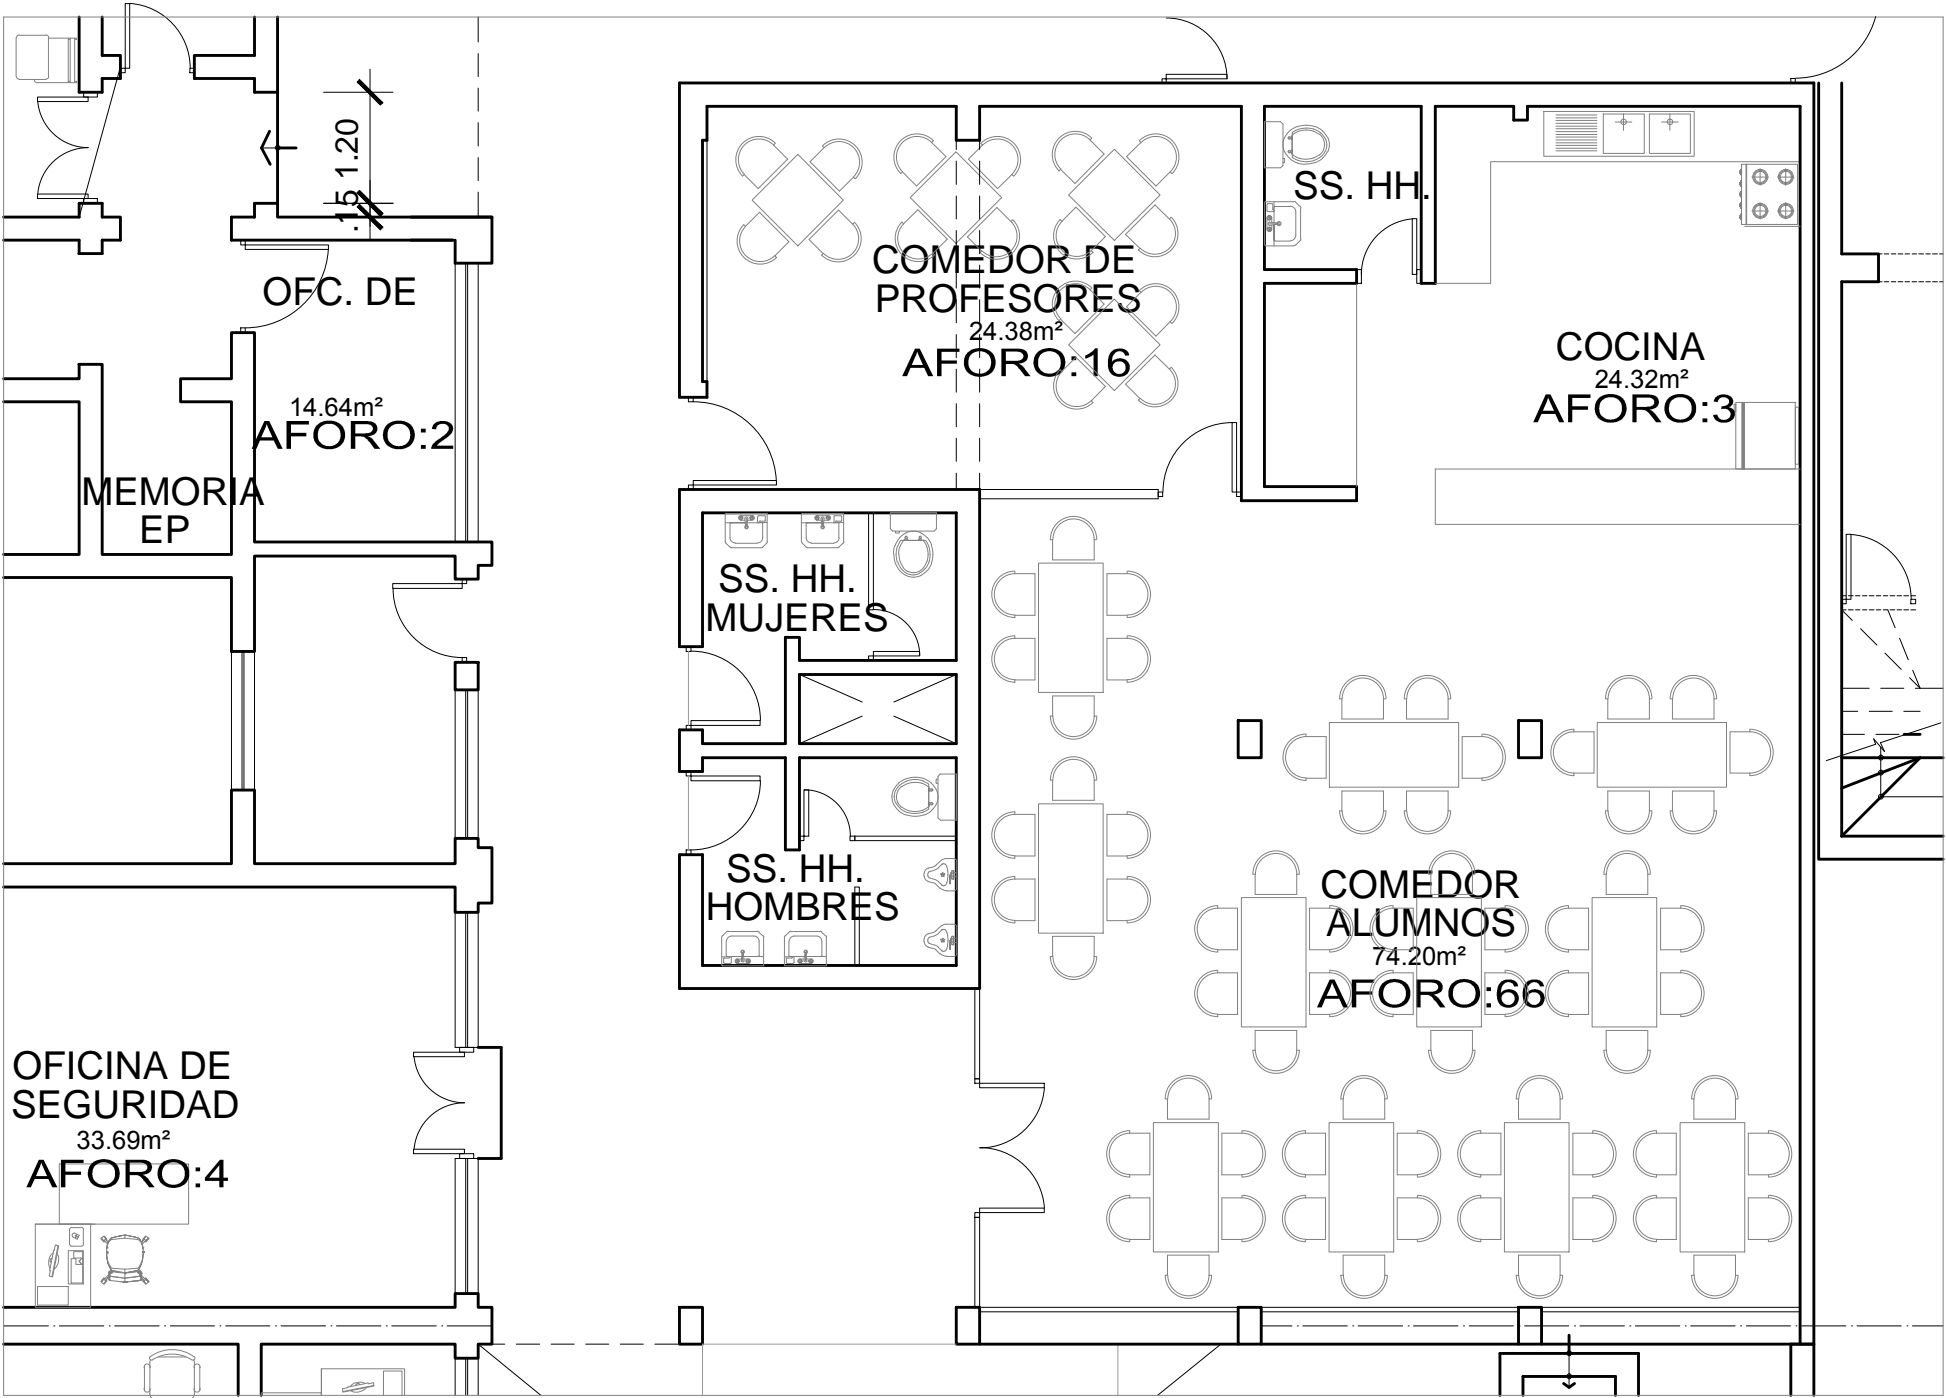 .15 1.20
SS. HH.
OFC. DE
14.64m²
AFORO:2
MEMORIA
EP
COMEDOR DE
PROFESORES
24.38m²
AFORO:16
COCINA
24.32m²
AFORO:3
SS. HH.
MUJERES
SS. HH.
HOMBRES
COMEDOR
ALUMNOS
74.20m²
AFORO:66
OFICINA DE
SEGURIDAD
33.69m²
AFORO:4